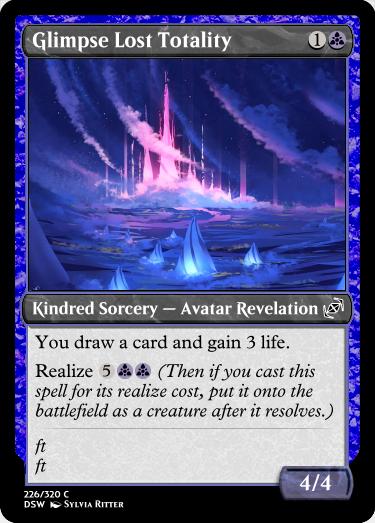 Glimpse Lost Totality 1
Kindred Sorcery — Avatar Revelation
You draw a card and gain 3 life.
Realize 5 (Then if you cast this
spell for its realize cost, put it onto the
battlefield as a creature after it resolves.)
ft
ft
4/4
226/320 C
DSW Sylvia Ritter